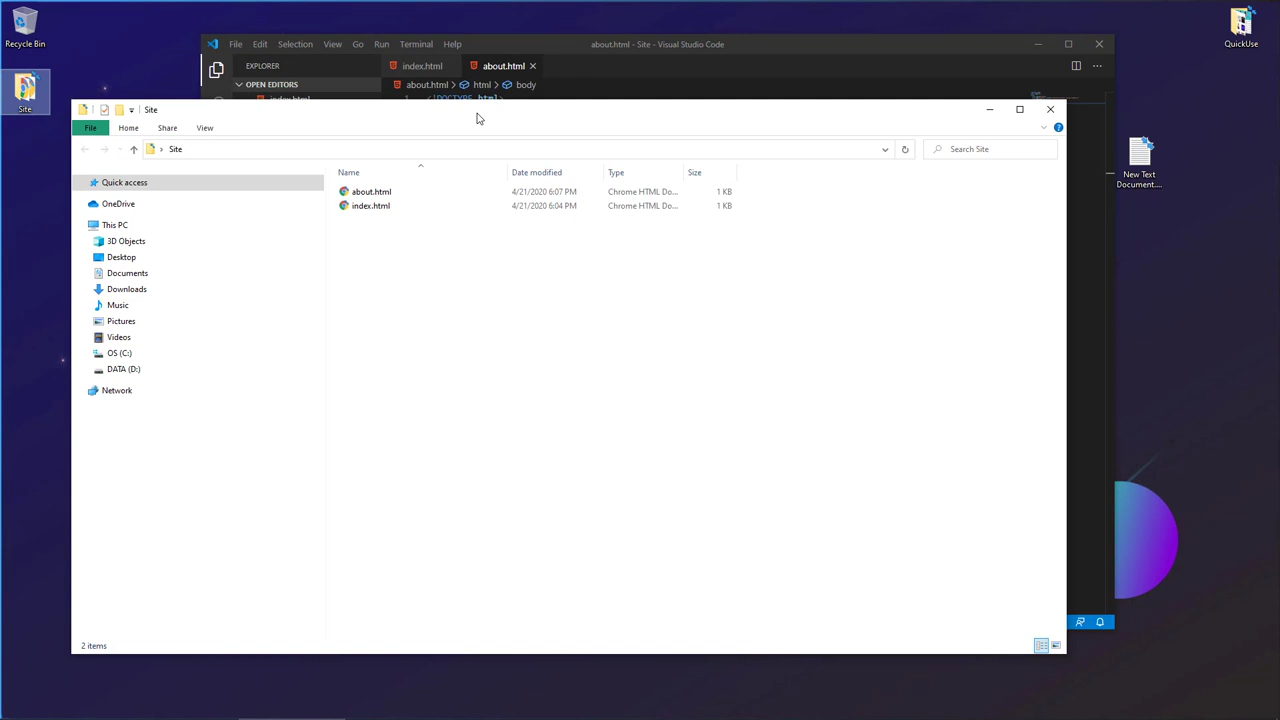 Recycle Bin
Site
QuickUse
New Text
Document....
File Edit Selection View Go Run Terminal Help
about.html - Site - Visual Studio Code
EXPLORER
index.html
about.html
OPEN EDITORS
about.html > html > body
index.html
1 <!DOCTYPE html>
Site
File Home Share View
Site
Search Site
Name Date modified Type Size
about.html 4/21/2020 6:07 PM Chrome HTML Do... 1 KB
index.html 4/21/2020 6:04 PM Chrome HTML Do... 1 KB
Quick access
OneDrive
This PC
3D Objects
Desktop
Documents
Downloads
Music
Pictures
Videos
OS (C:)
DATA (D:)
Network
2 items